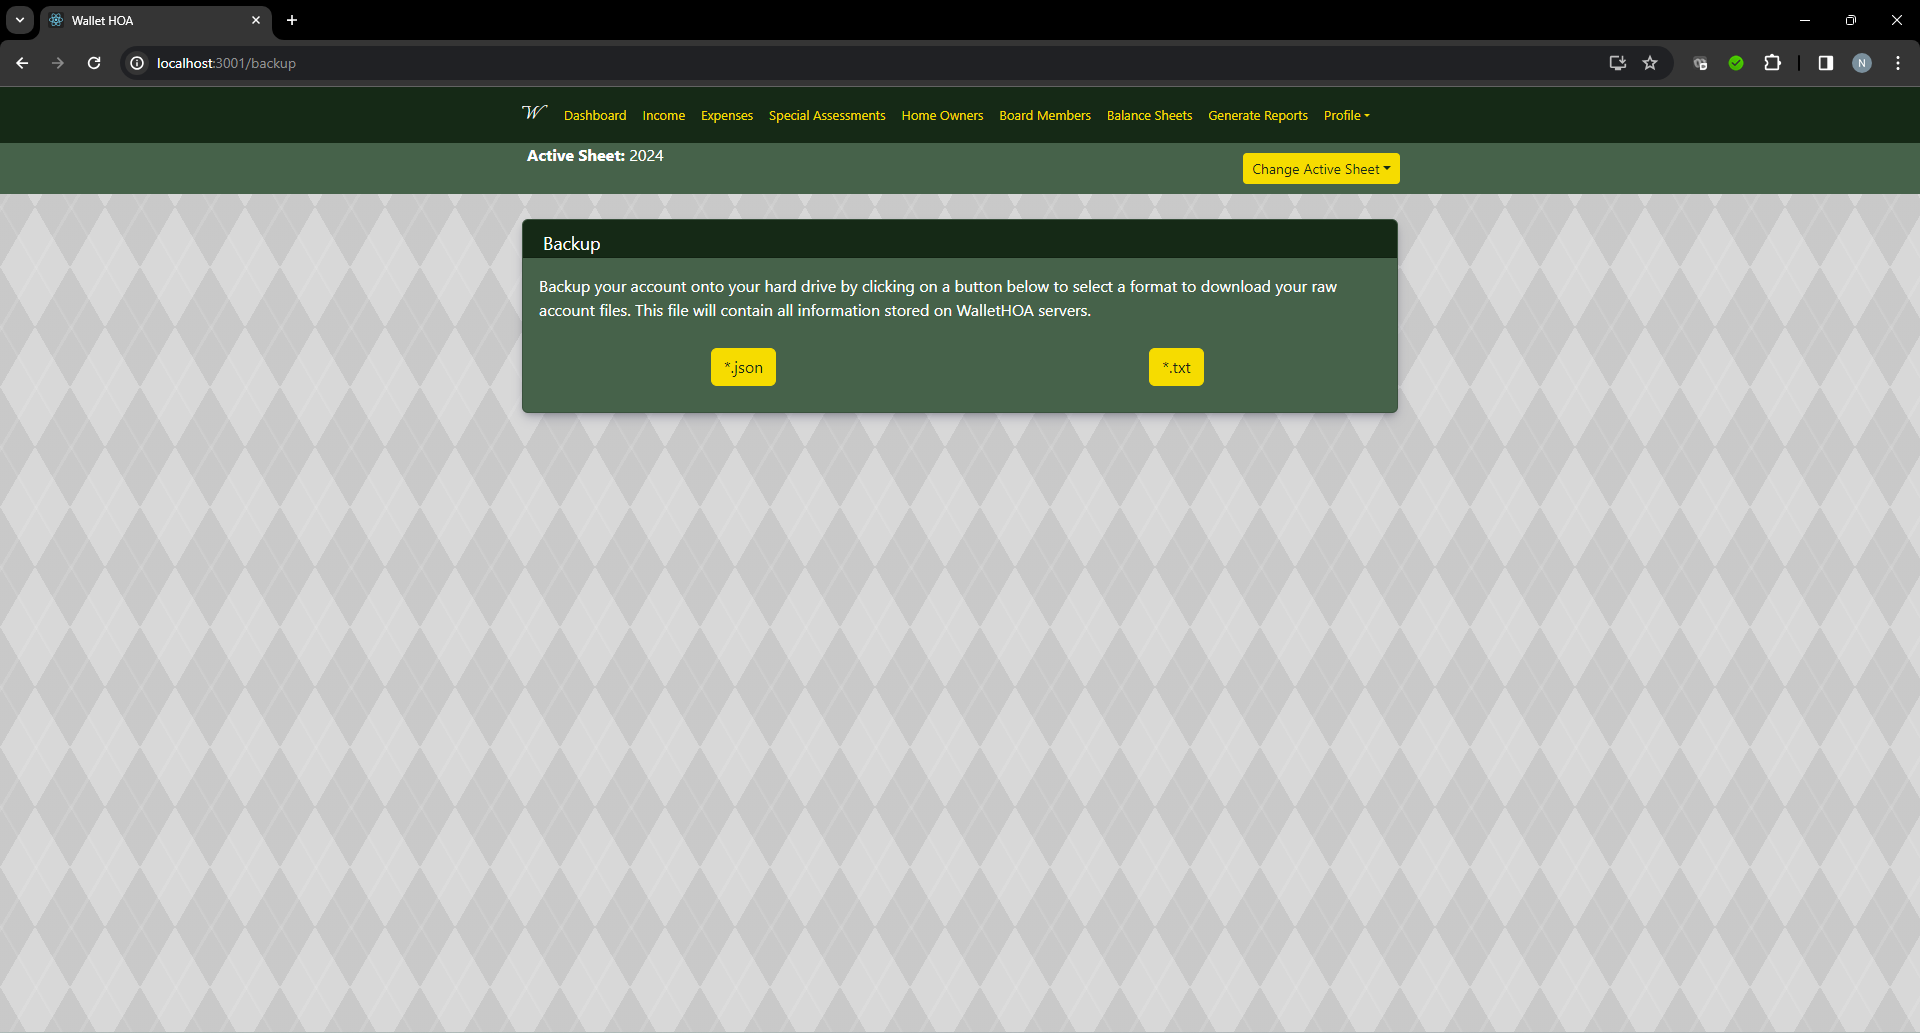 Wallet HOA
localhost:3001/backup
N
W Dashboard Income Expenses Special Assessments Home Owners Board Members Balance Sheets Generate Reports Profile
Active Sheet: 2024
Change Active Sheet
Backup
Backup your account onto your hard drive by clicking on a button below to select a format to download your raw
account files. This file will contain all information stored on WalletHOA servers.
*.json *.txt